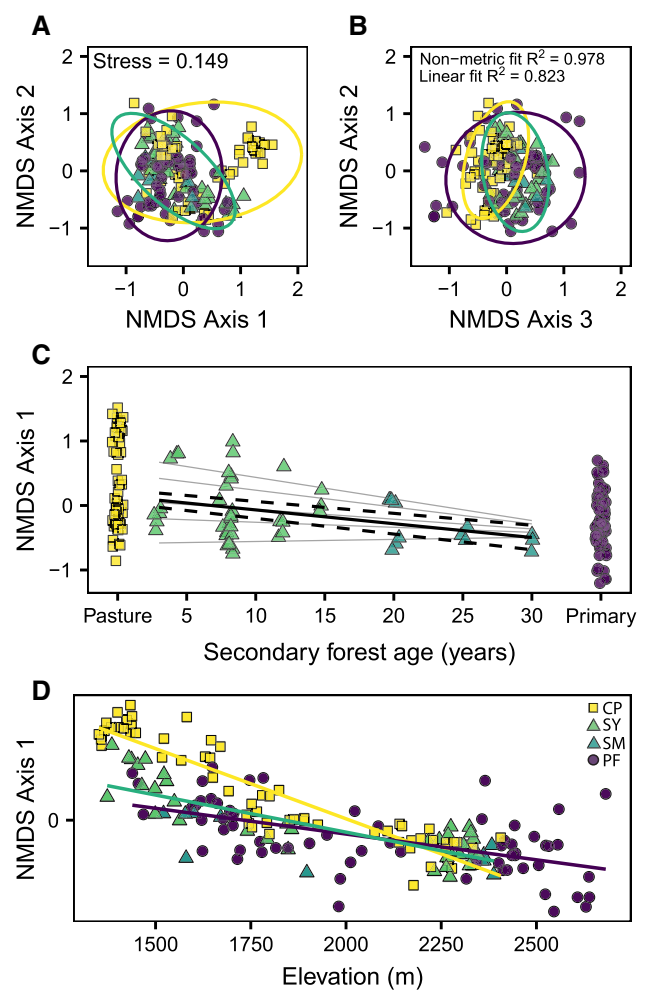 A
B
Stress = 0.149
Non−metric fit R² = 0.978
Linear fit R² = 0.823
NMDS Axis 2
2
1
0
−1
−1 0 1 2
NMDS Axis 1
NMDS Axis 2
2
1
0
−1
−1 0 1 2
NMDS Axis 3
C
NMDS Axis 1
2
1
0
−1
Pasture 5 10 15 20 25 30 Primary
Secondary forest age (years)
D
NMDS Axis 1
0
CP
SY
SM
PF
1500 1750 2000 2250 2500
Elevation (m)